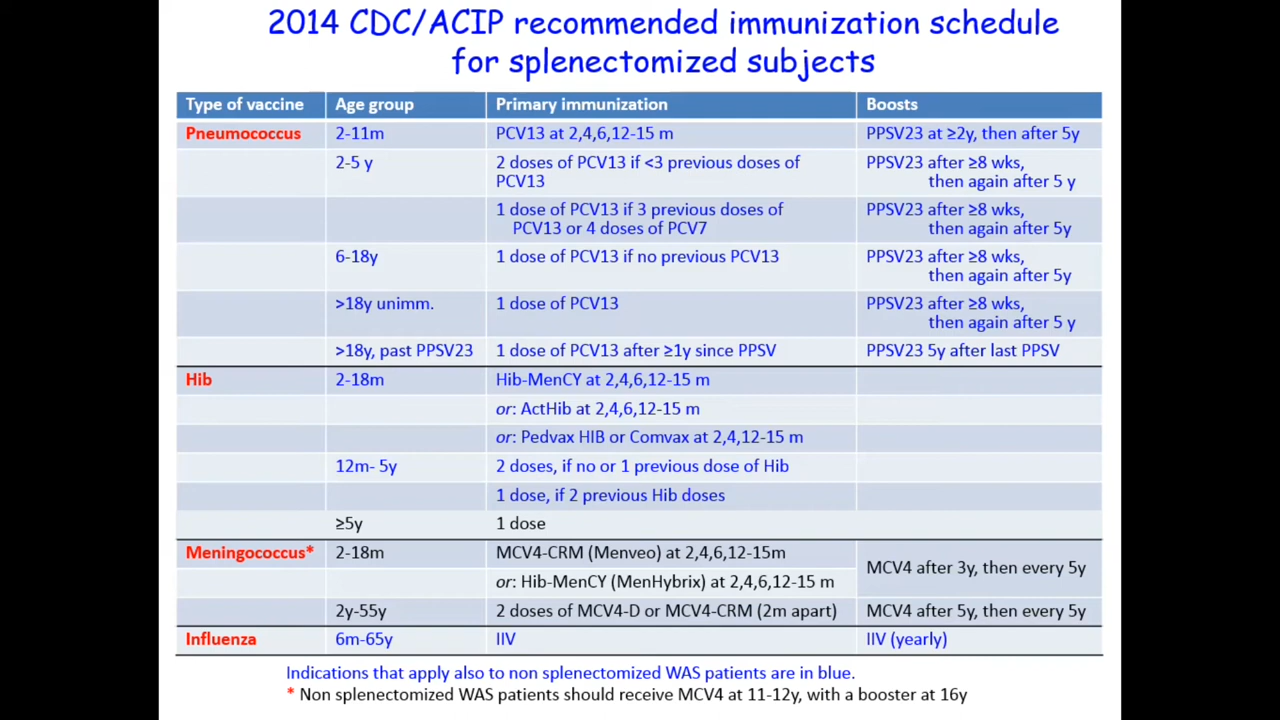 2014 CDC/ACIP recommended immunization schedule
for splenectomized subjects
Type of vaccine Age group Primary immunization Boosts
Pneumococcus 2-11m PCV13 at 2,4,6,12-15 m PPSV23 at ≥2y, then after 5y
2-5 y 2 doses of PCV13 if <3 previous doses of PPSV23 after ≥8 wks,
PCV13 then again after 5 y
1 dose of PCV13 if 3 previous doses of PPSV23 after ≥8 wks,
PCV13 or 4 doses of PCV7 then again after 5y
6-18y 1 dose of PCV13 if no previous PCV13 PPSV23 after ≥8 wks,
then again after 5y
>18y unimm. 1 dose of PCV13 PPSV23 after ≥8 wks,
then again after 5 y
>18y, past PPSV23 1 dose of PCV13 after ≥1y since PPSV PPSV23 5y after last PPSV
Hib 2-18m Hib-MenCY at 2,4,6,12-15 m
or: ActHib at 2,4,6,12-15 m
or: Pedvax HIB or Comvax at 2,4,12-15 m
12m- 5y 2 doses, if no or 1 previous dose of Hib
1 dose, if 2 previous Hib doses
≥5y 1 dose
Meningococcus* 2-18m MCV4-CRM (Menveo) at 2,4,6,12-15m
MCV4 after 3y, then every 5y
or: Hib-MenCY (MenHybrix) at 2,4,6,12-15 m
2y-55y 2 doses of MCV4-D or MCV4-CRM (2m apart) MCV4 after 5y, then every 5y
Influenza 6m-65y IIV IIV (yearly)
Indications that apply also to non splenectomized WAS patients are in blue.
* Non splenectomized WAS patients should receive MCV4 at 11-12y, with a booster at 16y